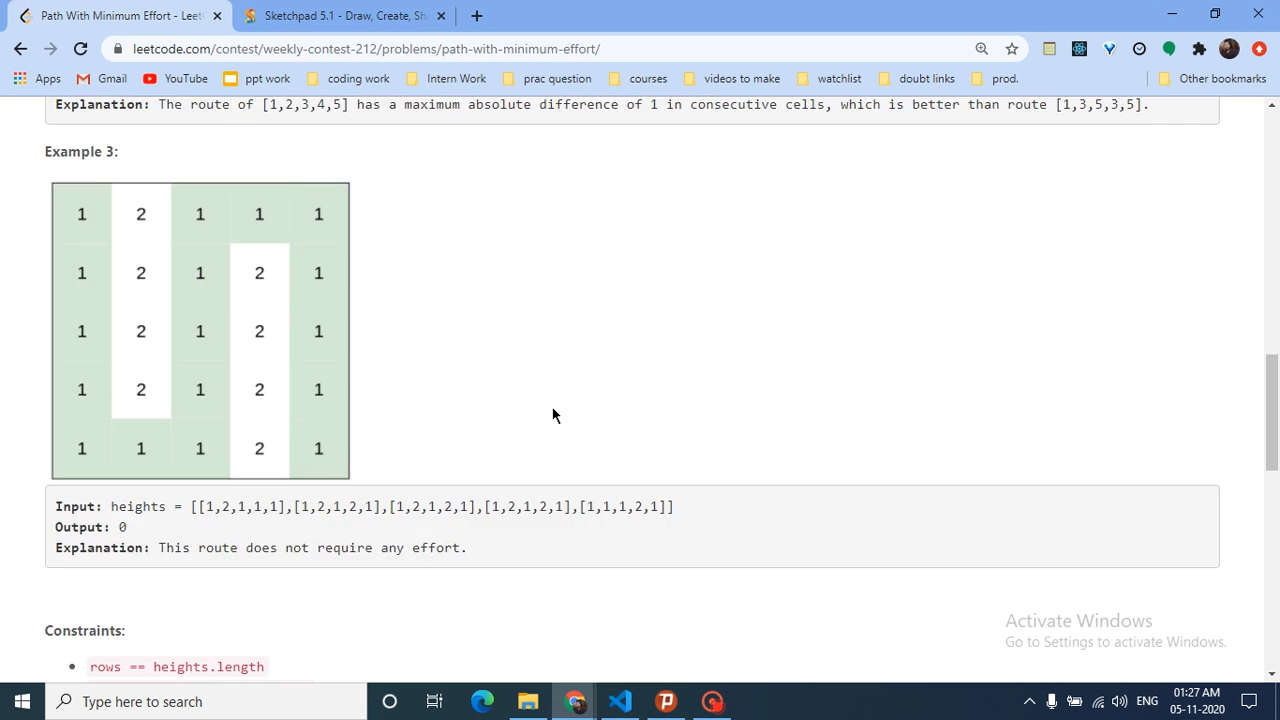 Path With Minimum Effort - Leet
Sketchpad 5.1 - Draw, Create, Sha
leetcode.com/contest/weekly-contest-212/problems/path-with-minimum-effort/
Apps Gmail YouTube ppt work coding work Intern Work prac question courses videos to make watchlist doubt links prod. Other bookmarks
Explanation: The route of [1,2,3,4,5] has a maximum absolute difference of 1 in consecutive cells, which is better than route [1,3,5,3,5].
Example 3:
1 2 1 1 1
1 2 1 2 1
1 2 1 2 1
1 2 1 2 1
1 1 1 2 1
Input: heights = [[1,2,1,1,1],[1,2,1,2,1],[1,2,1,2,1],[1,2,1,2,1],[1,1,1,2,1]]
Output: 0
Explanation: This route does not require any effort.
Activate Windows
Go to Settings to activate Windows.
Constraints:
rows == heights.length
Type here to search
ENG
01:27 AM
05-11-2020